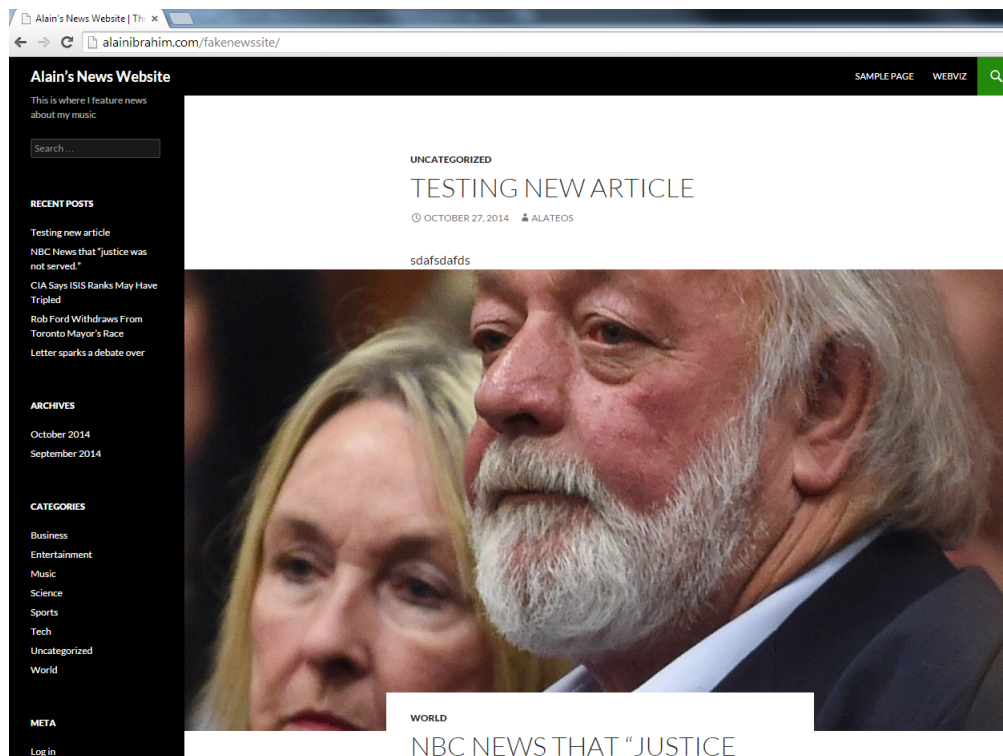 Alain's News Website | Thi
alainibrahim.com/fakenewssite/
Alain's News Website
SAMPLE PAGE
WEBVIZ
This is where I feature news
about my music
Search ...
RECENT POSTS
Testing new article
NBC News that "justice was
not served."
CIA Says ISIS Ranks May Have
Tripled
Rob Ford Withdraws From
Toronto Mayor's Race
Letter sparks a debate over
ARCHIVES
October 2014
September 2014
CATEGORIES
Business
Entertainment
Music
Science
Sports
Tech
Uncategorized
World
META
Log in
UNCATEGORIZED
TESTING NEW ARTICLE
OCTOBER 27, 2014 ALATEOS
sdafsdafds
WORLD
NBC NEWS THAT "JUSTICE